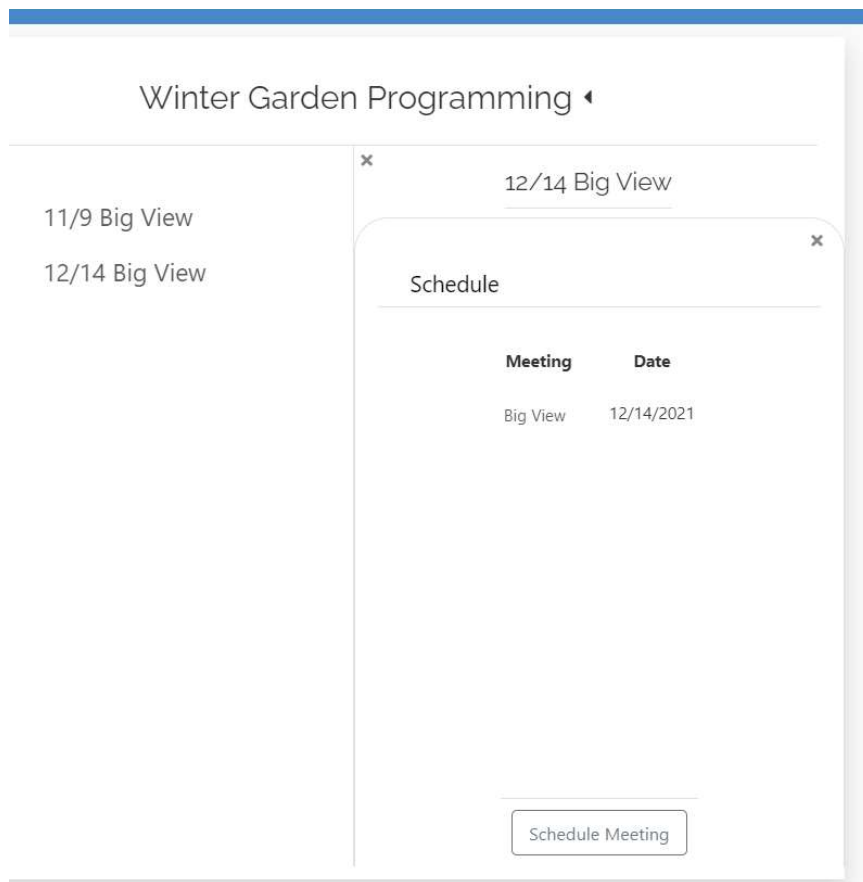 Winter Garden Programming
11/9 Big View
12/14 Big View
12/14 Big View
Schedule
Meeting Date
Big View 12/14/2021
Schedule Meeting